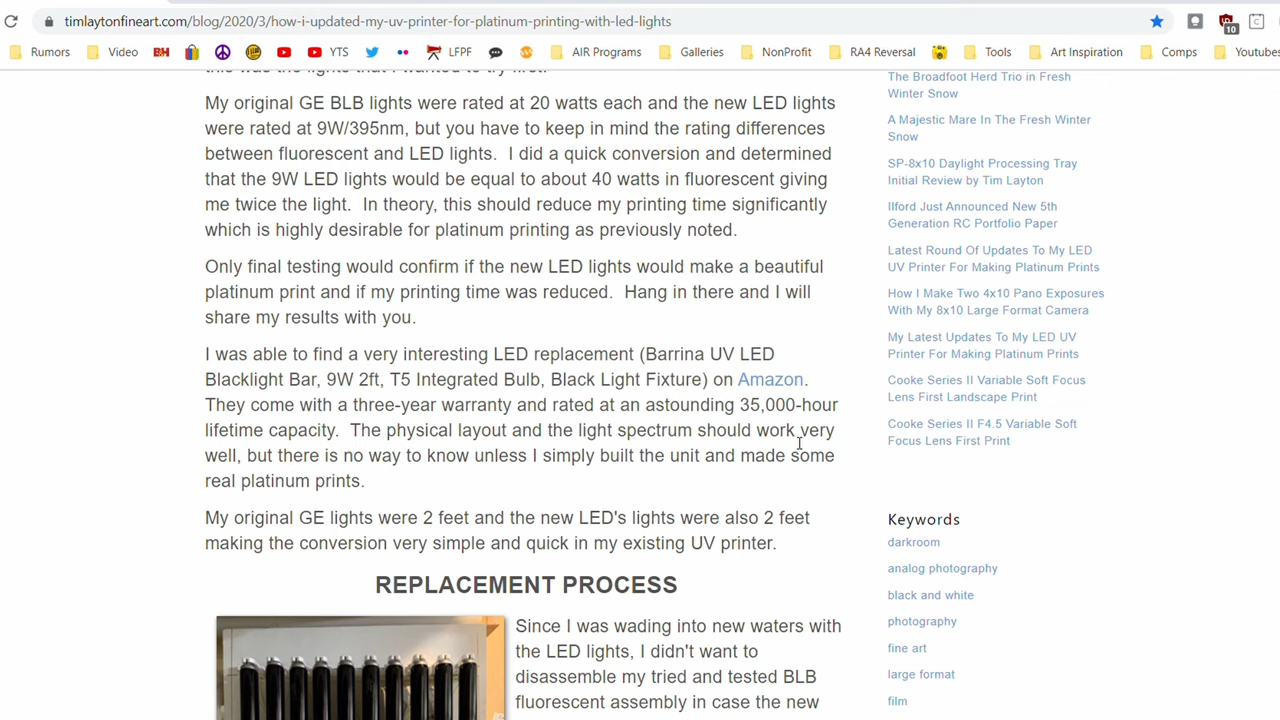 timlaytonfineart.com/blog/2020/3/how-i-updated-my-uv-printer-for-platinum-printing-with-led-lights
10
Rumors Video B&H YTS LFPF AIR Programs Galleries NonProfit RA4 Reversal Tools Art Inspiration Comps Youtubes
this was the lights that I wanted to try first.
My original GE BLB lights were rated at 20 watts each and the new LED lights
were rated at 9W/395nm, but you have to keep in mind the rating differences
between fluorescent and LED lights. I did a quick conversion and determined
that the 9W LED lights would be equal to about 40 watts in fluorescent giving
me twice the light. In theory, this should reduce my printing time significantly
which is highly desirable for platinum printing as previously noted.
Only final testing would confirm if the new LED lights would make a beautiful
platinum print and if my printing time was reduced. Hang in there and I will
share my results with you.
I was able to find a very interesting LED replacement (Barrina UV LED
Blacklight Bar, 9W 2ft, T5 Integrated Bulb, Black Light Fixture) on Amazon.
They come with a three-year warranty and rated at an astounding 35,000-hour
lifetime capacity. The physical layout and the light spectrum should work very
well, but there is no way to know unless I simply built the unit and made some
real platinum prints.
My original GE lights were 2 feet and the new LED's lights were also 2 feet
making the conversion very simple and quick in my existing UV printer.
REPLACEMENT PROCESS
Since I was wading into new waters with
the LED lights, I didn't want to
disassemble my tried and tested BLB
fluorescent assembly in case the new
The Broadfoot Herd Trio in Fresh
Winter Snow
A Majestic Mare In The Fresh Winter
Snow
SP-8x10 Daylight Processing Tray
Initial Review by Tim Layton
Ilford Just Announced New 5th
Generation RC Portfolio Paper
Latest Round Of Updates To My LED
UV Printer For Making Platinum Prints
How I Make Two 4x10 Pano Exposures
With My 8x10 Large Format Camera
My Latest Updates To My LED UV
Printer For Making Platinum Prints
Cooke Series II Variable Soft Focus
Lens First Landscape Print
Cooke Series II F4.5 Variable Soft
Focus Lens First Print
Keywords
darkroom
analog photography
black and white
photography
fine art
large format
film